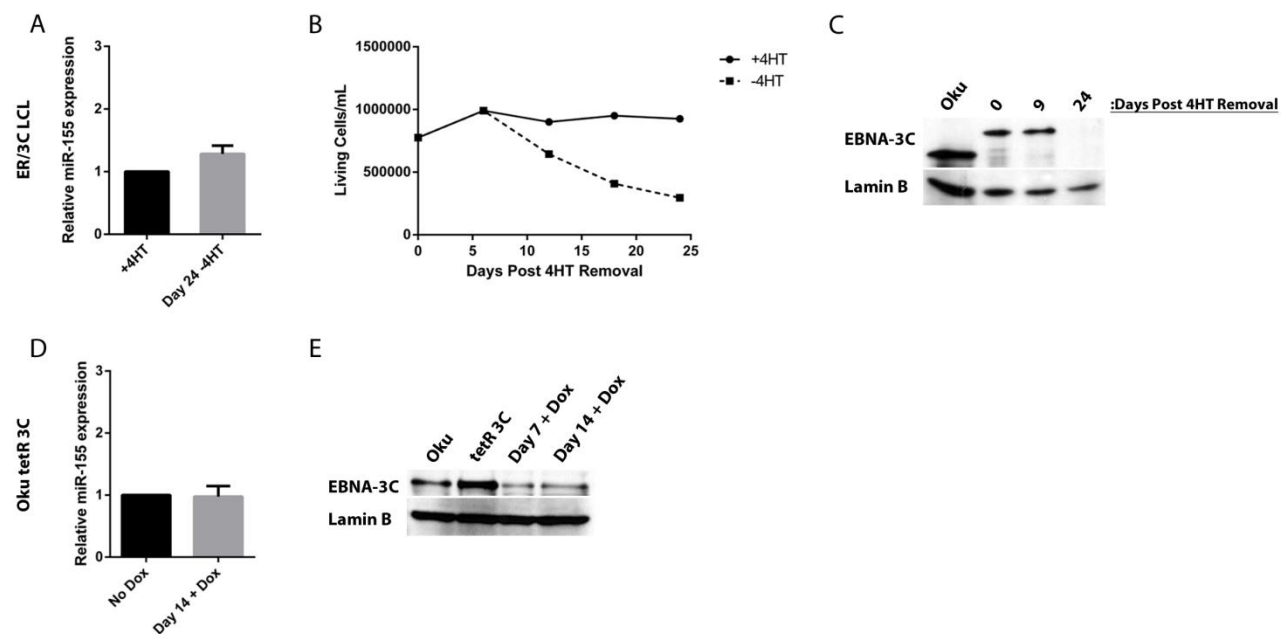 A
ER/3C LCL
Relative miR-155 expression
3
2
1
0
+4HT
Day 24 -4HT
B
Living Cells/mL
1500000
1000000
500000
0
0
5
10
15
20
25
Days Post 4HT Removal
+4HT
-4HT
C
Oku
0
9
24
:Days Post 4HT Removal
EBNA-3C
Lamin B
D
Oku tetR 3C
Relative miR-155 expression
3
2
1
0
No Dox
Day 14 + Dox
E
Oku
tetR 3C
Day 7 + Dox
Day 14 + Dox
EBNA-3C
Lamin B